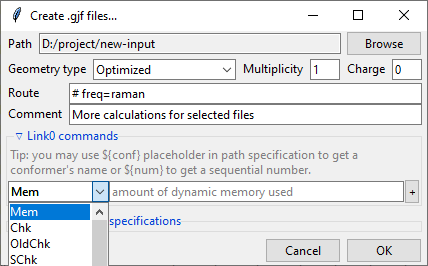 Create .gjf files...
Path D:/project/new-input Browse
Geometry type Optimized Multiplicity 1 Charge 0
Route # freq=raman
Comment More calculations for selected files
▽ Link0 commands
Tip: you may use ${conf} placeholder in path specification to get a
conformer's name or ${num} to get a sequential number.
Mem amount of dynamic memory used +
Mem
Chk
specifications
OldChk
SChk
Cancel OK